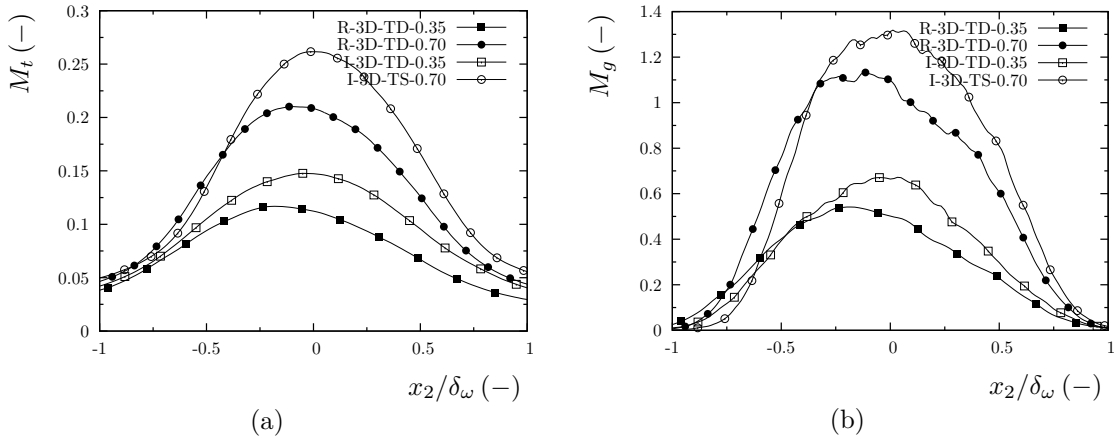 M_t (−)
0.3
0.25
0.2
0.15
0.1
0.05
0
-1
-0.5
0
0.5
1
R-3D-TD-0.35
R-3D-TD-0.70
I-3D-TD-0.35
I-3D-TS-0.70
x_2/δ_ω (−)
(a)
M_g (−)
1.4
1.2
1
0.8
0.6
0.4
0.2
0
-1
-0.5
0
0.5
1
R-3D-TD-0.35
R-3D-TD-0.70
I-3D-TD-0.35
I-3D-TS-0.70
x_2/δ_ω (−)
(b)